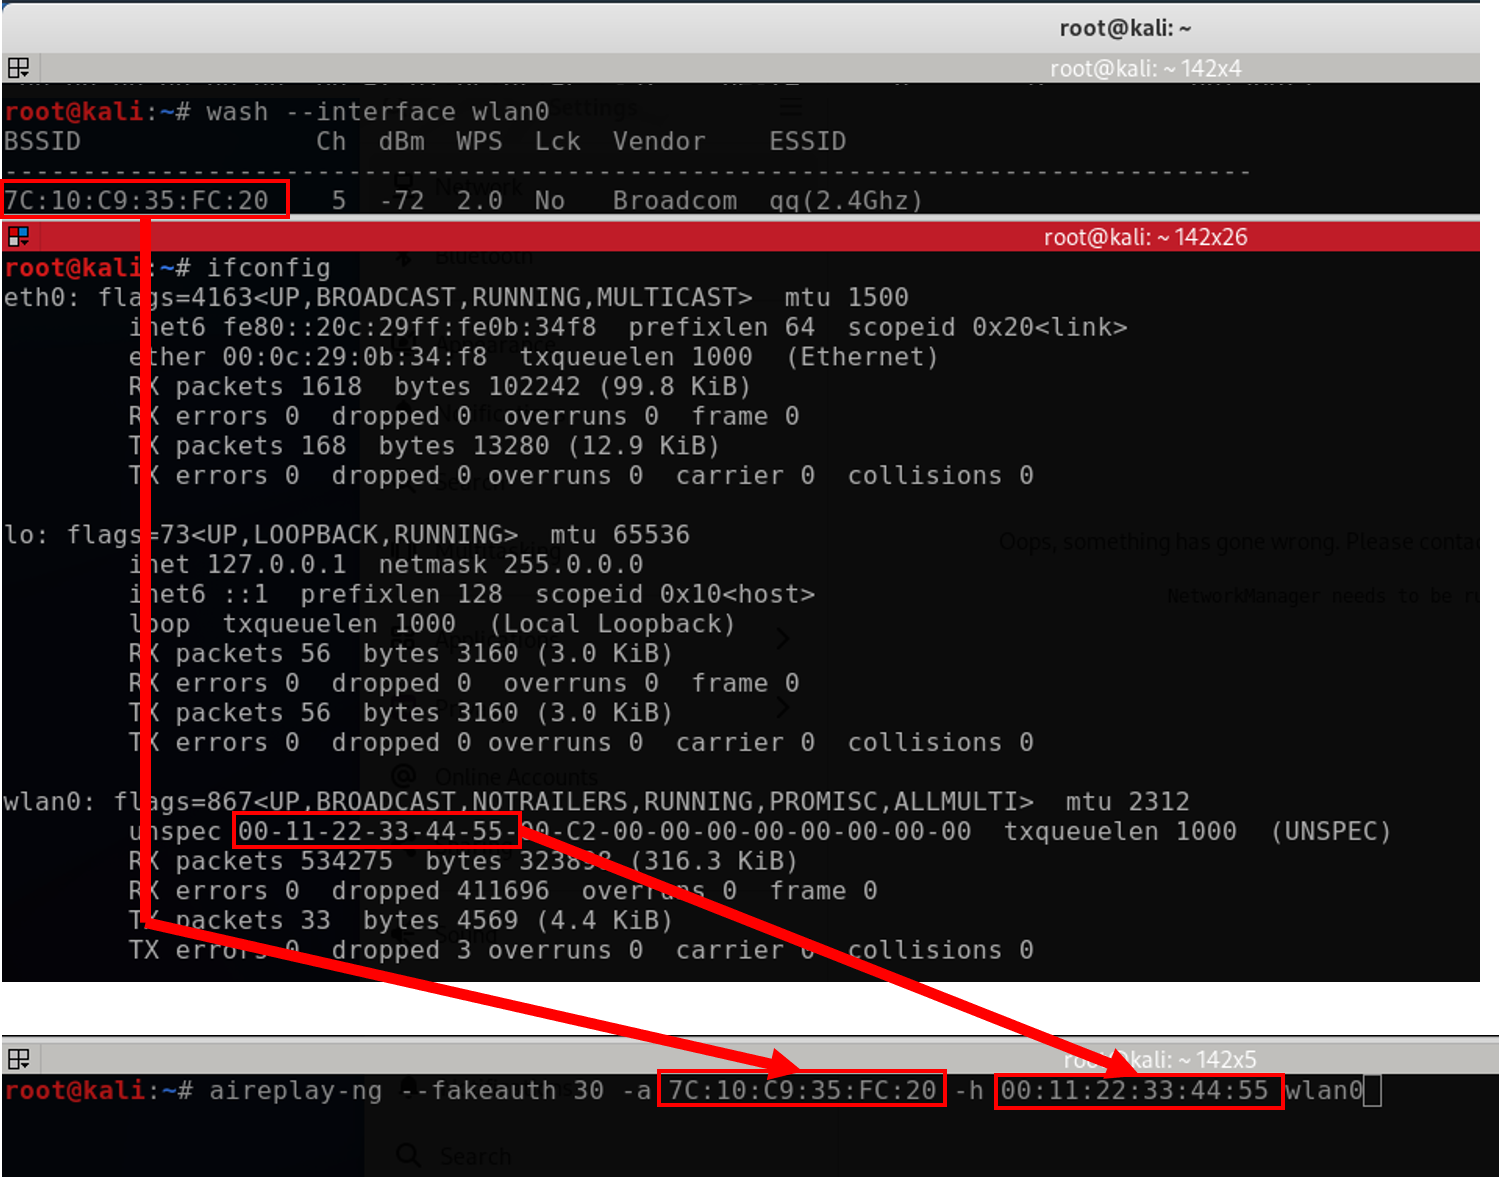 root@kali: ~
root@kali: ~ 142x4
root@kali:~# wash --interface wlan0
Settings
BSSID Ch dBm WPS Lck Vendor ESSID
--------------------------------------------------------------------------------
Network
7C:10:C9:35:FC:20 5 -72 2.0 No Broadcom qq(2.4Ghz)
root@kali: ~ 142x26
root@kali:~# ifconfig
Bluetooth
eth0: flags=4163<UP,BROADCAST,RUNNING,MULTICAST> mtu 1500
inet6 fe80::20c:29ff:fe0b:34f8 prefixlen 64 scopeid 0x20<link>
Appearance
ether 00:0c:29:0b:34:f8 txqueuelen 1000 (Ethernet)
RX packets 1618 bytes 102242 (99.8 KiB)
RX errors 0 dropped 0 overruns 0 frame 0
TX packets 168 bytes 13280 (12.9 KiB)
TX errors 0 dropped 0 overruns 0 carrier 0 collisions 0
Search
lo: flags=73<UP,LOOPBACK,RUNNING> mtu 65536
Multitasking
Oops, something has gone wrong. Please conta
inet 127.0.0.1 netmask 255.0.0.0
inet6 ::1 prefixlen 128 scopeid 0x10<host>
NetworkManager needs to be r
loop txqueuelen 1000 (Local Loopback)
Applications
RX packets 56 bytes 3160 (3.0 KiB)
RX errors 0 dropped 0 overruns 0 frame 0
TX packets 56 bytes 3160 (3.0 KiB)
TX errors 0 dropped 0 overruns 0 carrier 0 collisions 0
Online Accounts
wlan0: flags=867<UP,BROADCAST,NOTRAILERS,RUNNING,PROMISC,ALLMULTI> mtu 2312
unspec 00-11-22-33-44-55-00-C2-00-00-00-00-00-00-00-00 txqueuelen 1000 (UNSPEC)
RX packets 534275 bytes 323898 (316.3 KiB)
RX errors 0 dropped 411696 overruns 0 frame 0
TX packets 33 bytes 4569 (4.4 KiB)
Sound
TX errors 0 dropped 3 overruns 0 carrier 0 collisions 0
root@kali: ~ 142x5
root@kali:~# aireplay-ng --fakeauth 30 -a 7C:10:C9:35:FC:20 -h 00:11:22:33:44:55 wlan0
Search